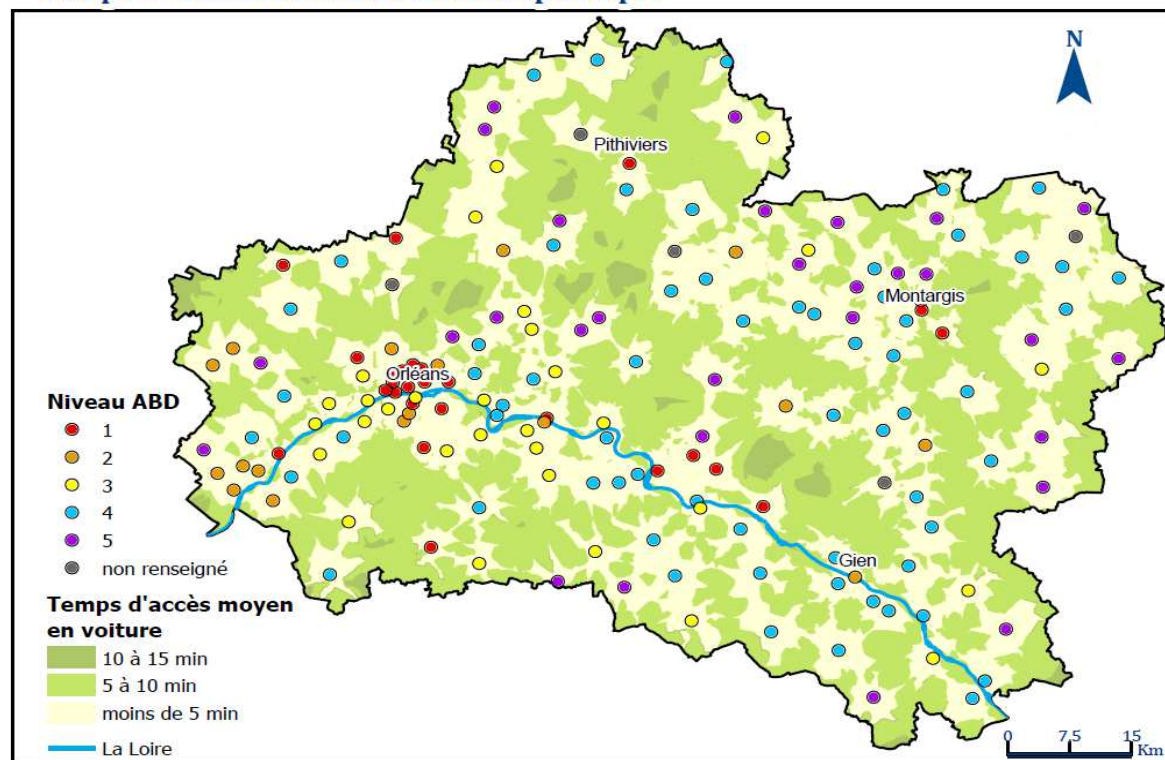 N
Pithiviers
Montargis
Orléans
Gien
Niveau ABD
1
2
3
4
5
non renseigné
Temps d'accès moyen
en voiture
10 à 15 min
5 à 10 min
moins de 5 min
La Loire
0 7,5 15
Km